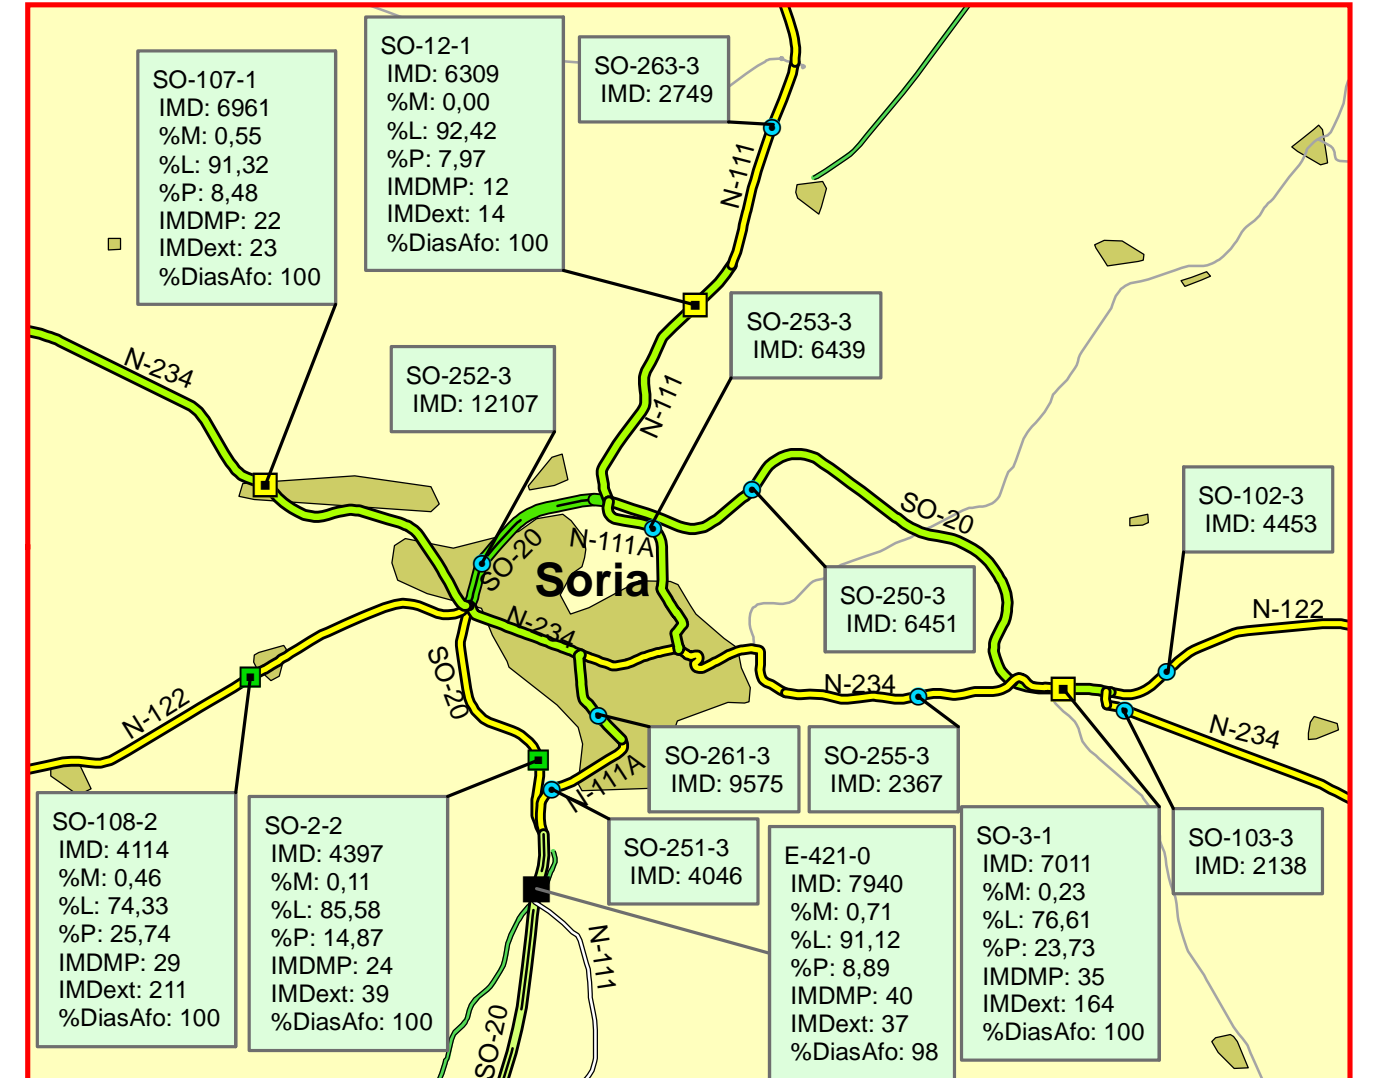 SO-107-1
IMD: 6961
%M: 0,55
%L: 91,32
%P: 8,48
IMDMP: 22
IMDext: 23
%DiasAfo: 100
SO-12-1
IMD: 6309
%M: 0,00
%L: 92,42
%P: 7,97
IMDMP: 12
IMDext: 14
%DiasAfo: 100
SO-263-3
IMD: 2749
N-111
SO-253-3
IMD: 6439
N-234
SO-252-3
IMD: 12107
N-111
SO-102-3
IMD: 4453
SO-20
N-111A
SO-20
Soria
SO-250-3
IMD: 6451
N-122
N-234
SO-20
N-234
N-122
N-234
SO-261-3
IMD: 9575
SO-255-3
IMD: 2367
N-111A
SO-108-2
IMD: 4114
%M: 0,46
%L: 74,33
%P: 25,74
IMDMP: 29
IMDext: 211
%DiasAfo: 100
SO-2-2
IMD: 4397
%M: 0,11
%L: 85,58
%P: 14,87
IMDMP: 24
IMDext: 39
%DiasAfo: 100
SO-251-3
IMD: 4046
E-421-0
IMD: 7940
%M: 0,71
%L: 91,12
%P: 8,89
IMDMP: 40
IMDext: 37
%DiasAfo: 98
SO-3-1
IMD: 7011
%M: 0,23
%L: 76,61
%P: 23,73
IMDMP: 35
IMDext: 164
%DiasAfo: 100
SO-103-3
IMD: 2138
N-111
SO-20